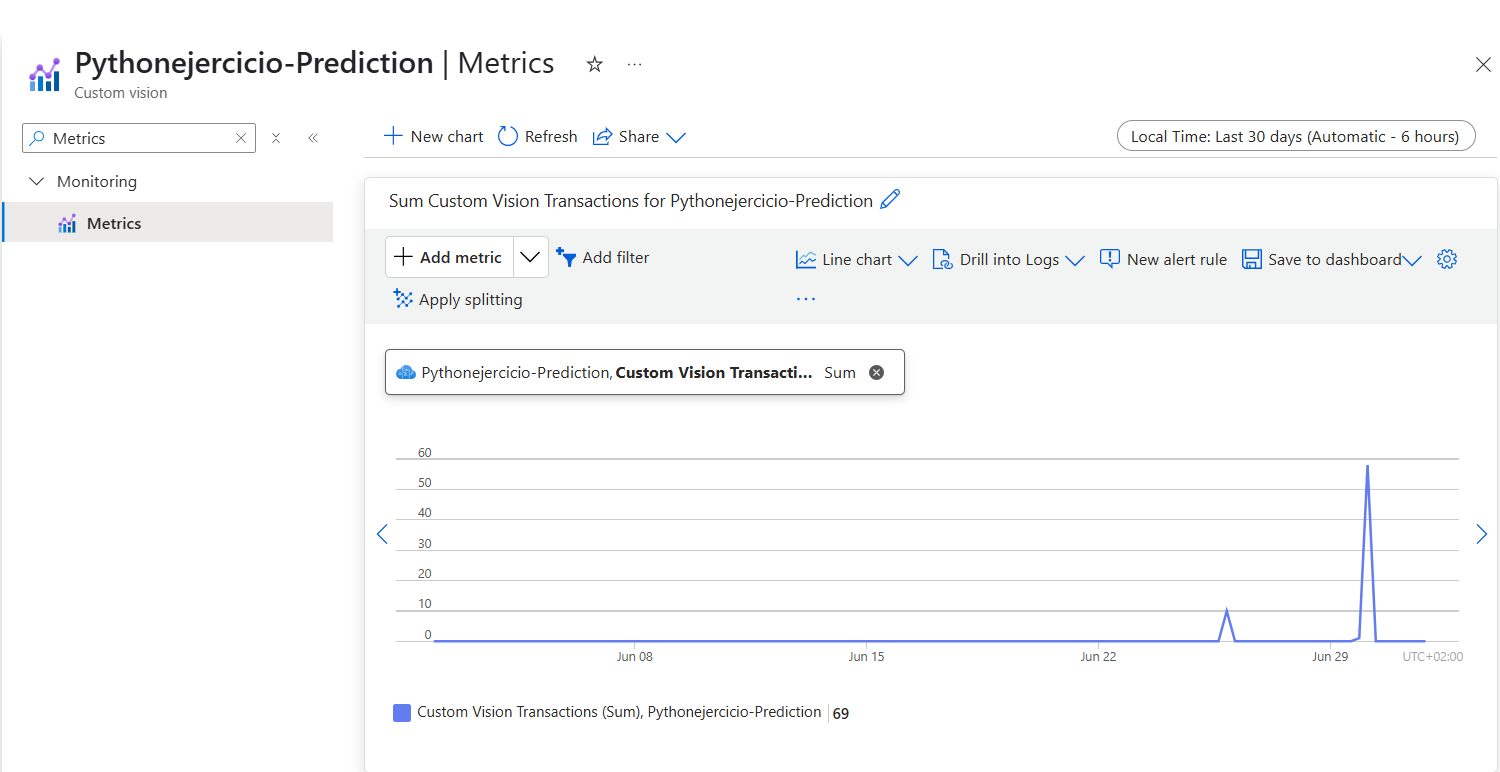 Pythonejercicio-Prediction | Metrics
Custom vision
Metrics
Monitoring
Metrics
New chart Refresh Share
Local Time: Last 30 days (Automatic - 6 hours)
Sum Custom Vision Transactions for Pythonejercicio-Prediction
Add metric Add filter
Apply splitting
Line chart Drill into Logs New alert rule Save to dashboard
Pythonejercicio-Prediction, Custom Vision Transacti... Sum
60
50
40
30
20
10
0
Jun 08 Jun 15 Jun 22 Jun 29 UTC+02:00
Custom Vision Transactions (Sum), Pythonejercicio-Prediction | 69